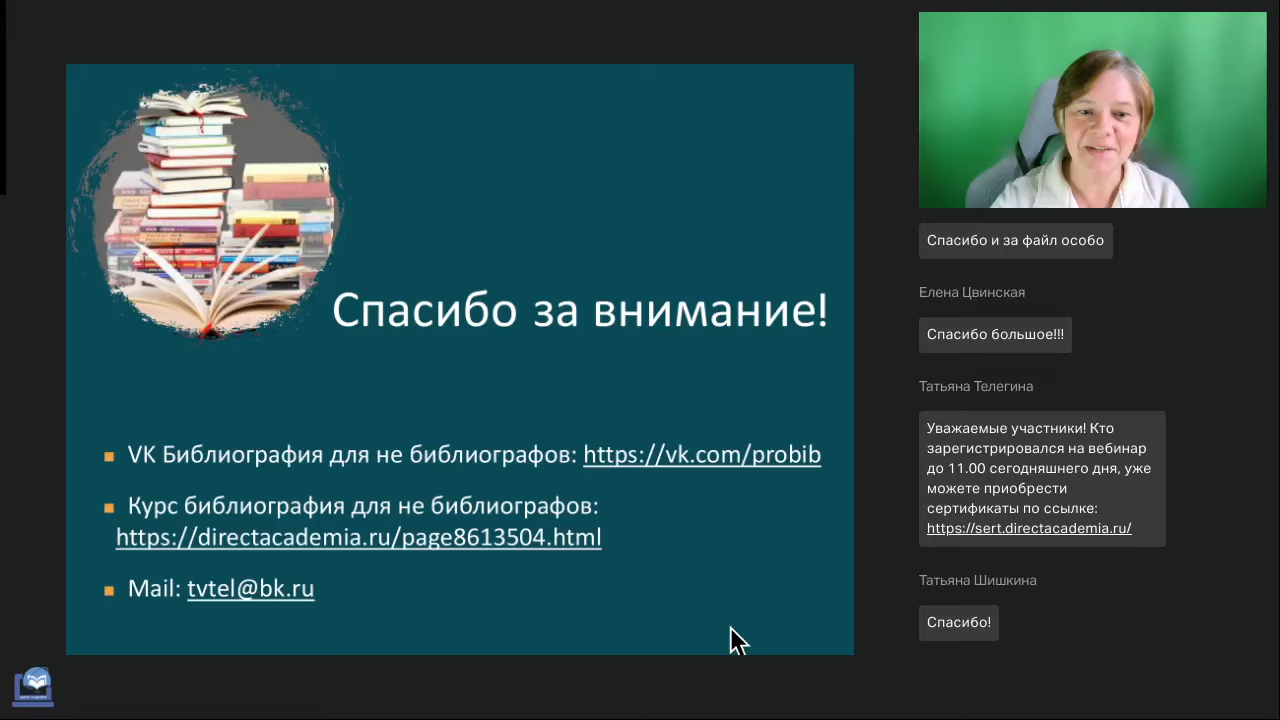 Спасибо за внимание!
VK Библиография для не библиографов: https://vk.com/probib
Курс библиография для не библиографов:
https://directacademia.ru/page8613504.html
Mail: tvtel@bk.ru
Спасибо и за файл особо
Елена Цвинская
Спасибо большое!!!
Татьяна Телегина
Уважаемые участники! Кто
зарегистрировался на вебинар
до 11.00 сегодняшнего дня, уже
можете приобрести
сертификаты по ссылке:
https://sert.directacademia.ru/
Татьяна Шишкина
Спасибо!